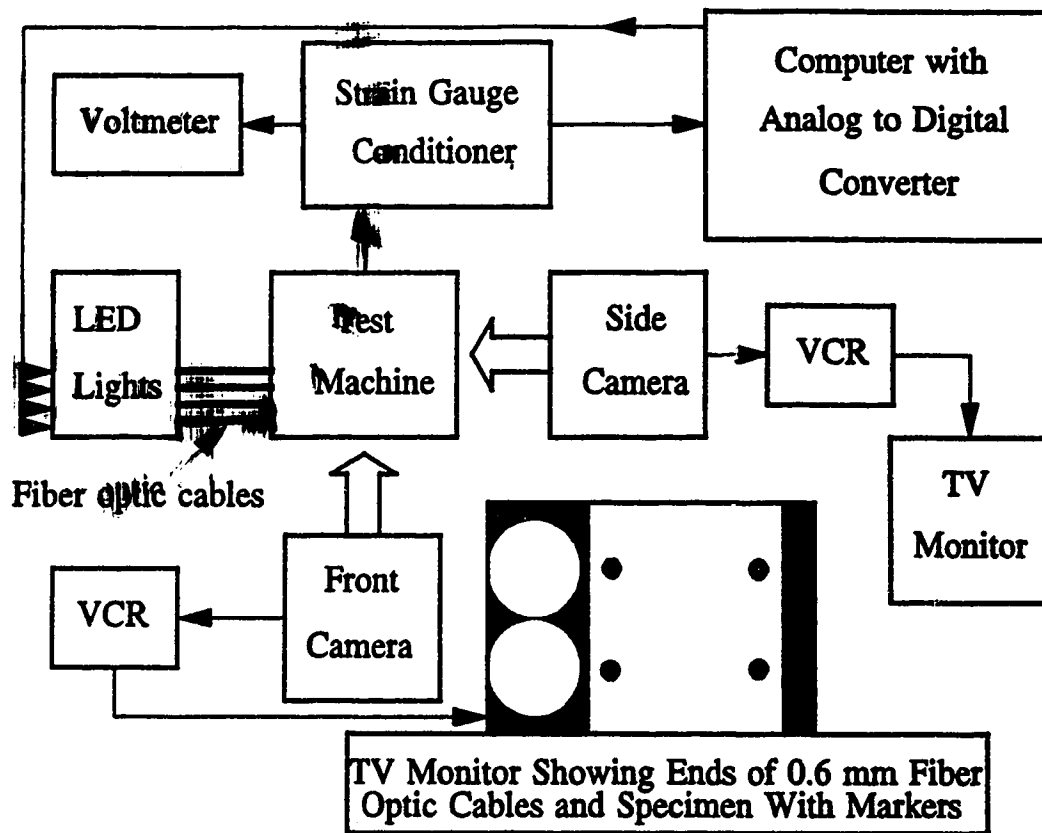 Computer with
Analog to Digital
Converter
Strain Gauge
Conditioner
Voltmeter
LED
Lights
Test
Machine
Side
Camera
VCR
TV
Monitor
Fiber optic cables
Front
Camera
VCR
TV Monitor Showing Ends of 0.6 mm Fiber
Optic Cables and Specimen With Markers